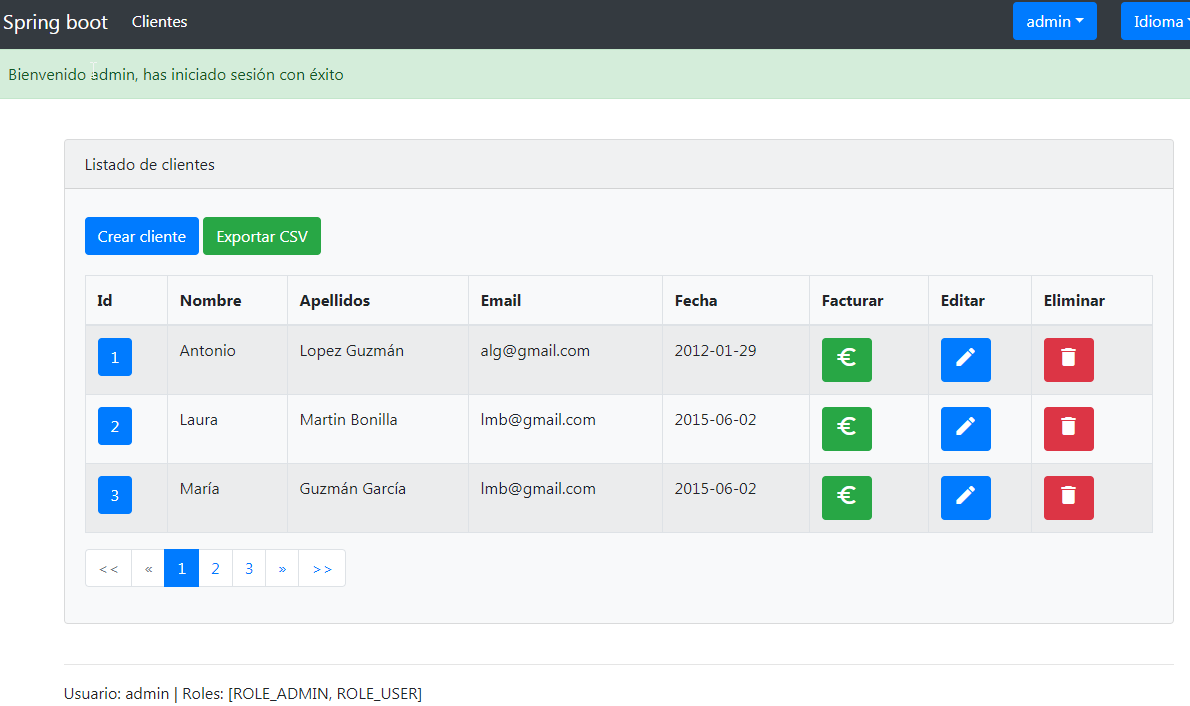 Spring boot Clientes admin Idioma
Bienvenido admin, has iniciado sesión con éxito
Listado de clientes
Crear cliente Exportar CSV
Id Nombre Apellidos Email Fecha Facturar Editar Eliminar
1 Antonio Lopez Guzmán alg@gmail.com 2012-01-29 €
2 Laura Martin Bonilla lmb@gmail.com 2015-06-02 €
3 María Guzmán García lmb@gmail.com 2015-06-02 €
<< « 1 2 3 » >>
Usuario: admin | Roles: [ROLE_ADMIN, ROLE_USER]